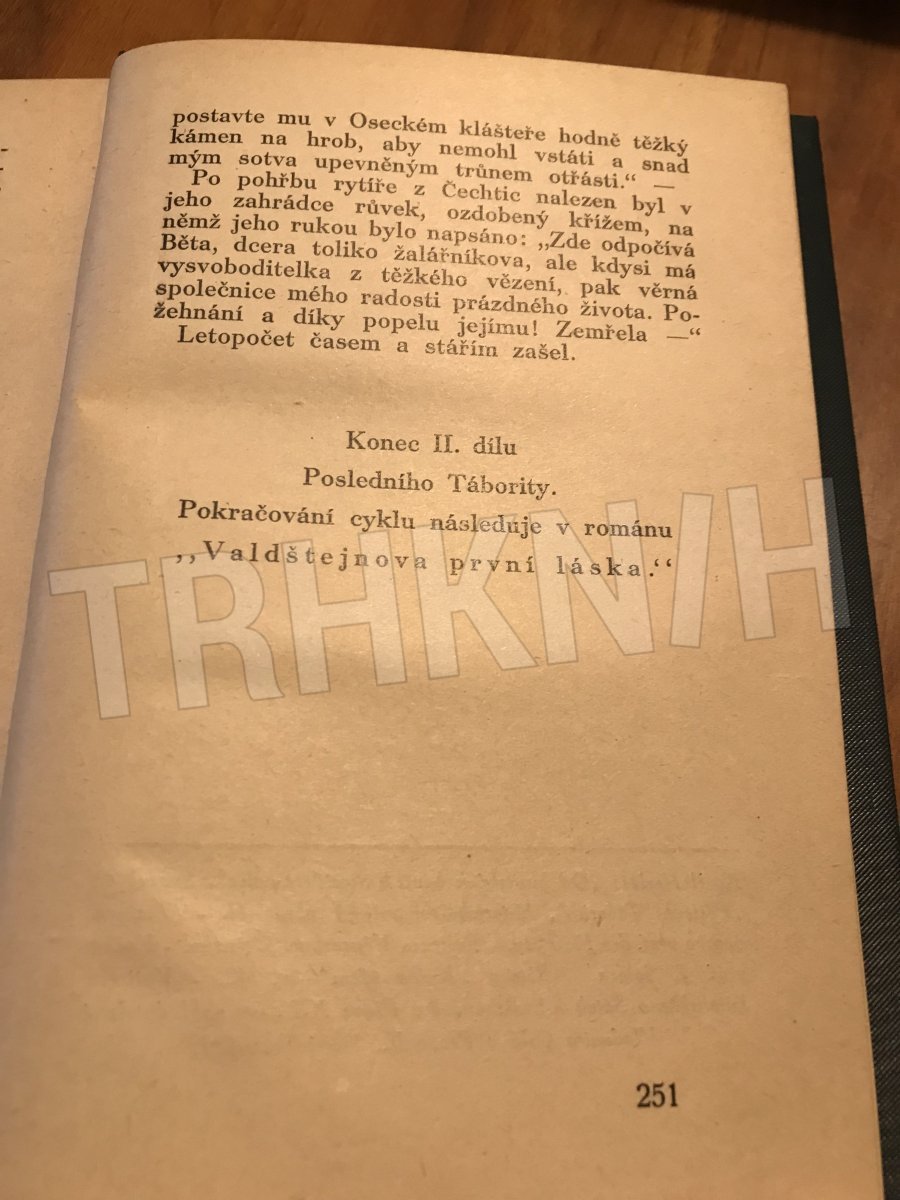 postavte mu v Oseckém klášteře hodně těžký
kámen na hrob, aby nemohl vstáti a snad
mým sotva upevněným trůnem otřásti.“ —
Po pohřbu rytíře z Čechtic nalezen byl v
jeho zahrádce růvek, ozdobený křížem, na
němž jeho rukou bylo napsáno: „Zde odpočívá
Běta, dcera toliko žalářníkova, ale kdysi má
vysvoboditelka z těžkého vězení, pak věrná
společnice mého radosti prázdného života. Po-
žehnání a díky popelu jejímu! Zemřela —“
Letopočet časem a stářím zašel.
Konec II. dílu
Posledního Tábority.
Pokračování cyklu následuje v románu
,,Valdštejnova první láska.“
TRHKNIH
251